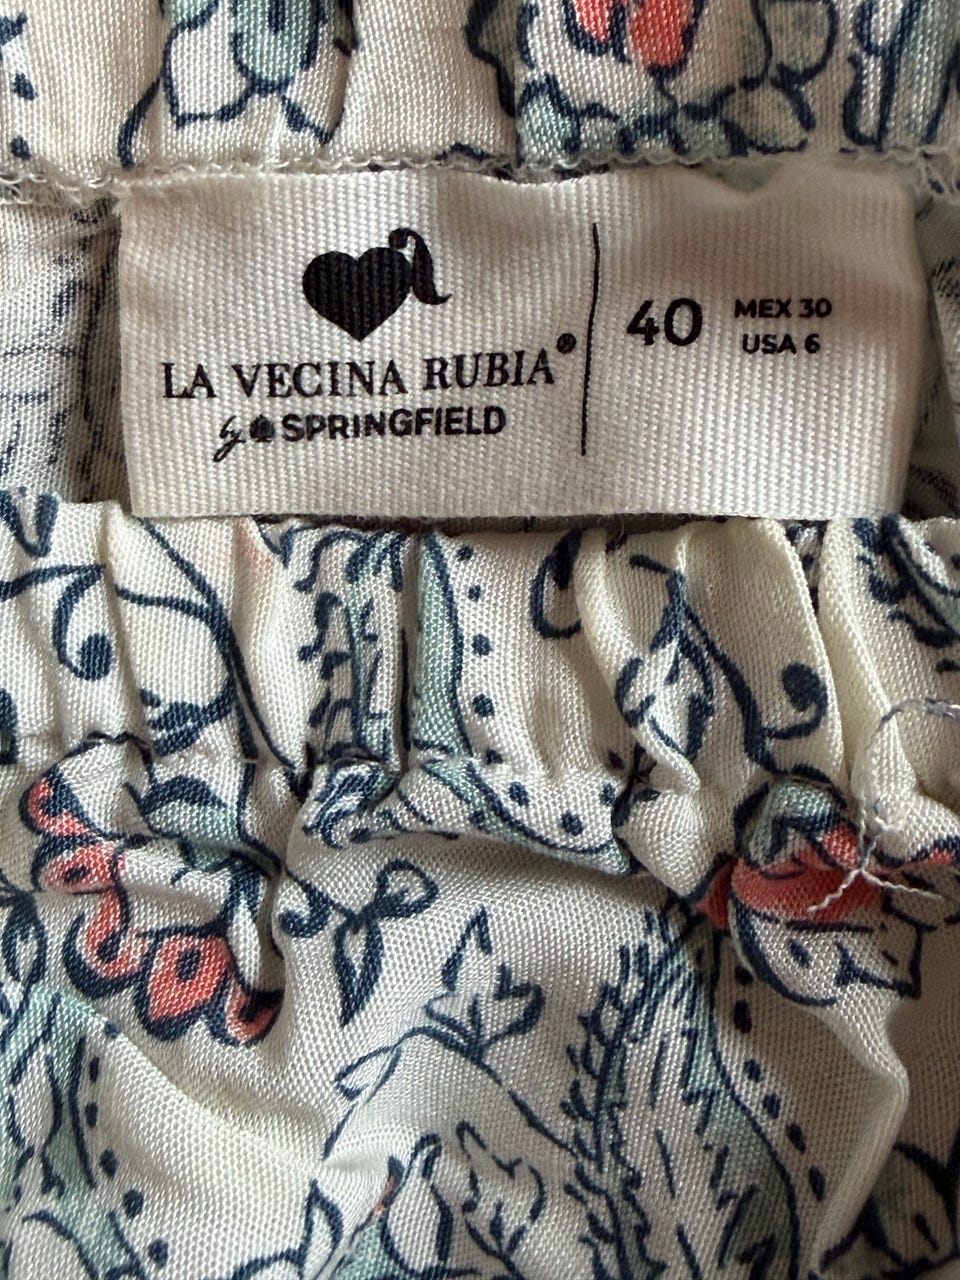 LA VECINA RUBIA®
by SPRINGFIELD
40
MEX 30
USA 6